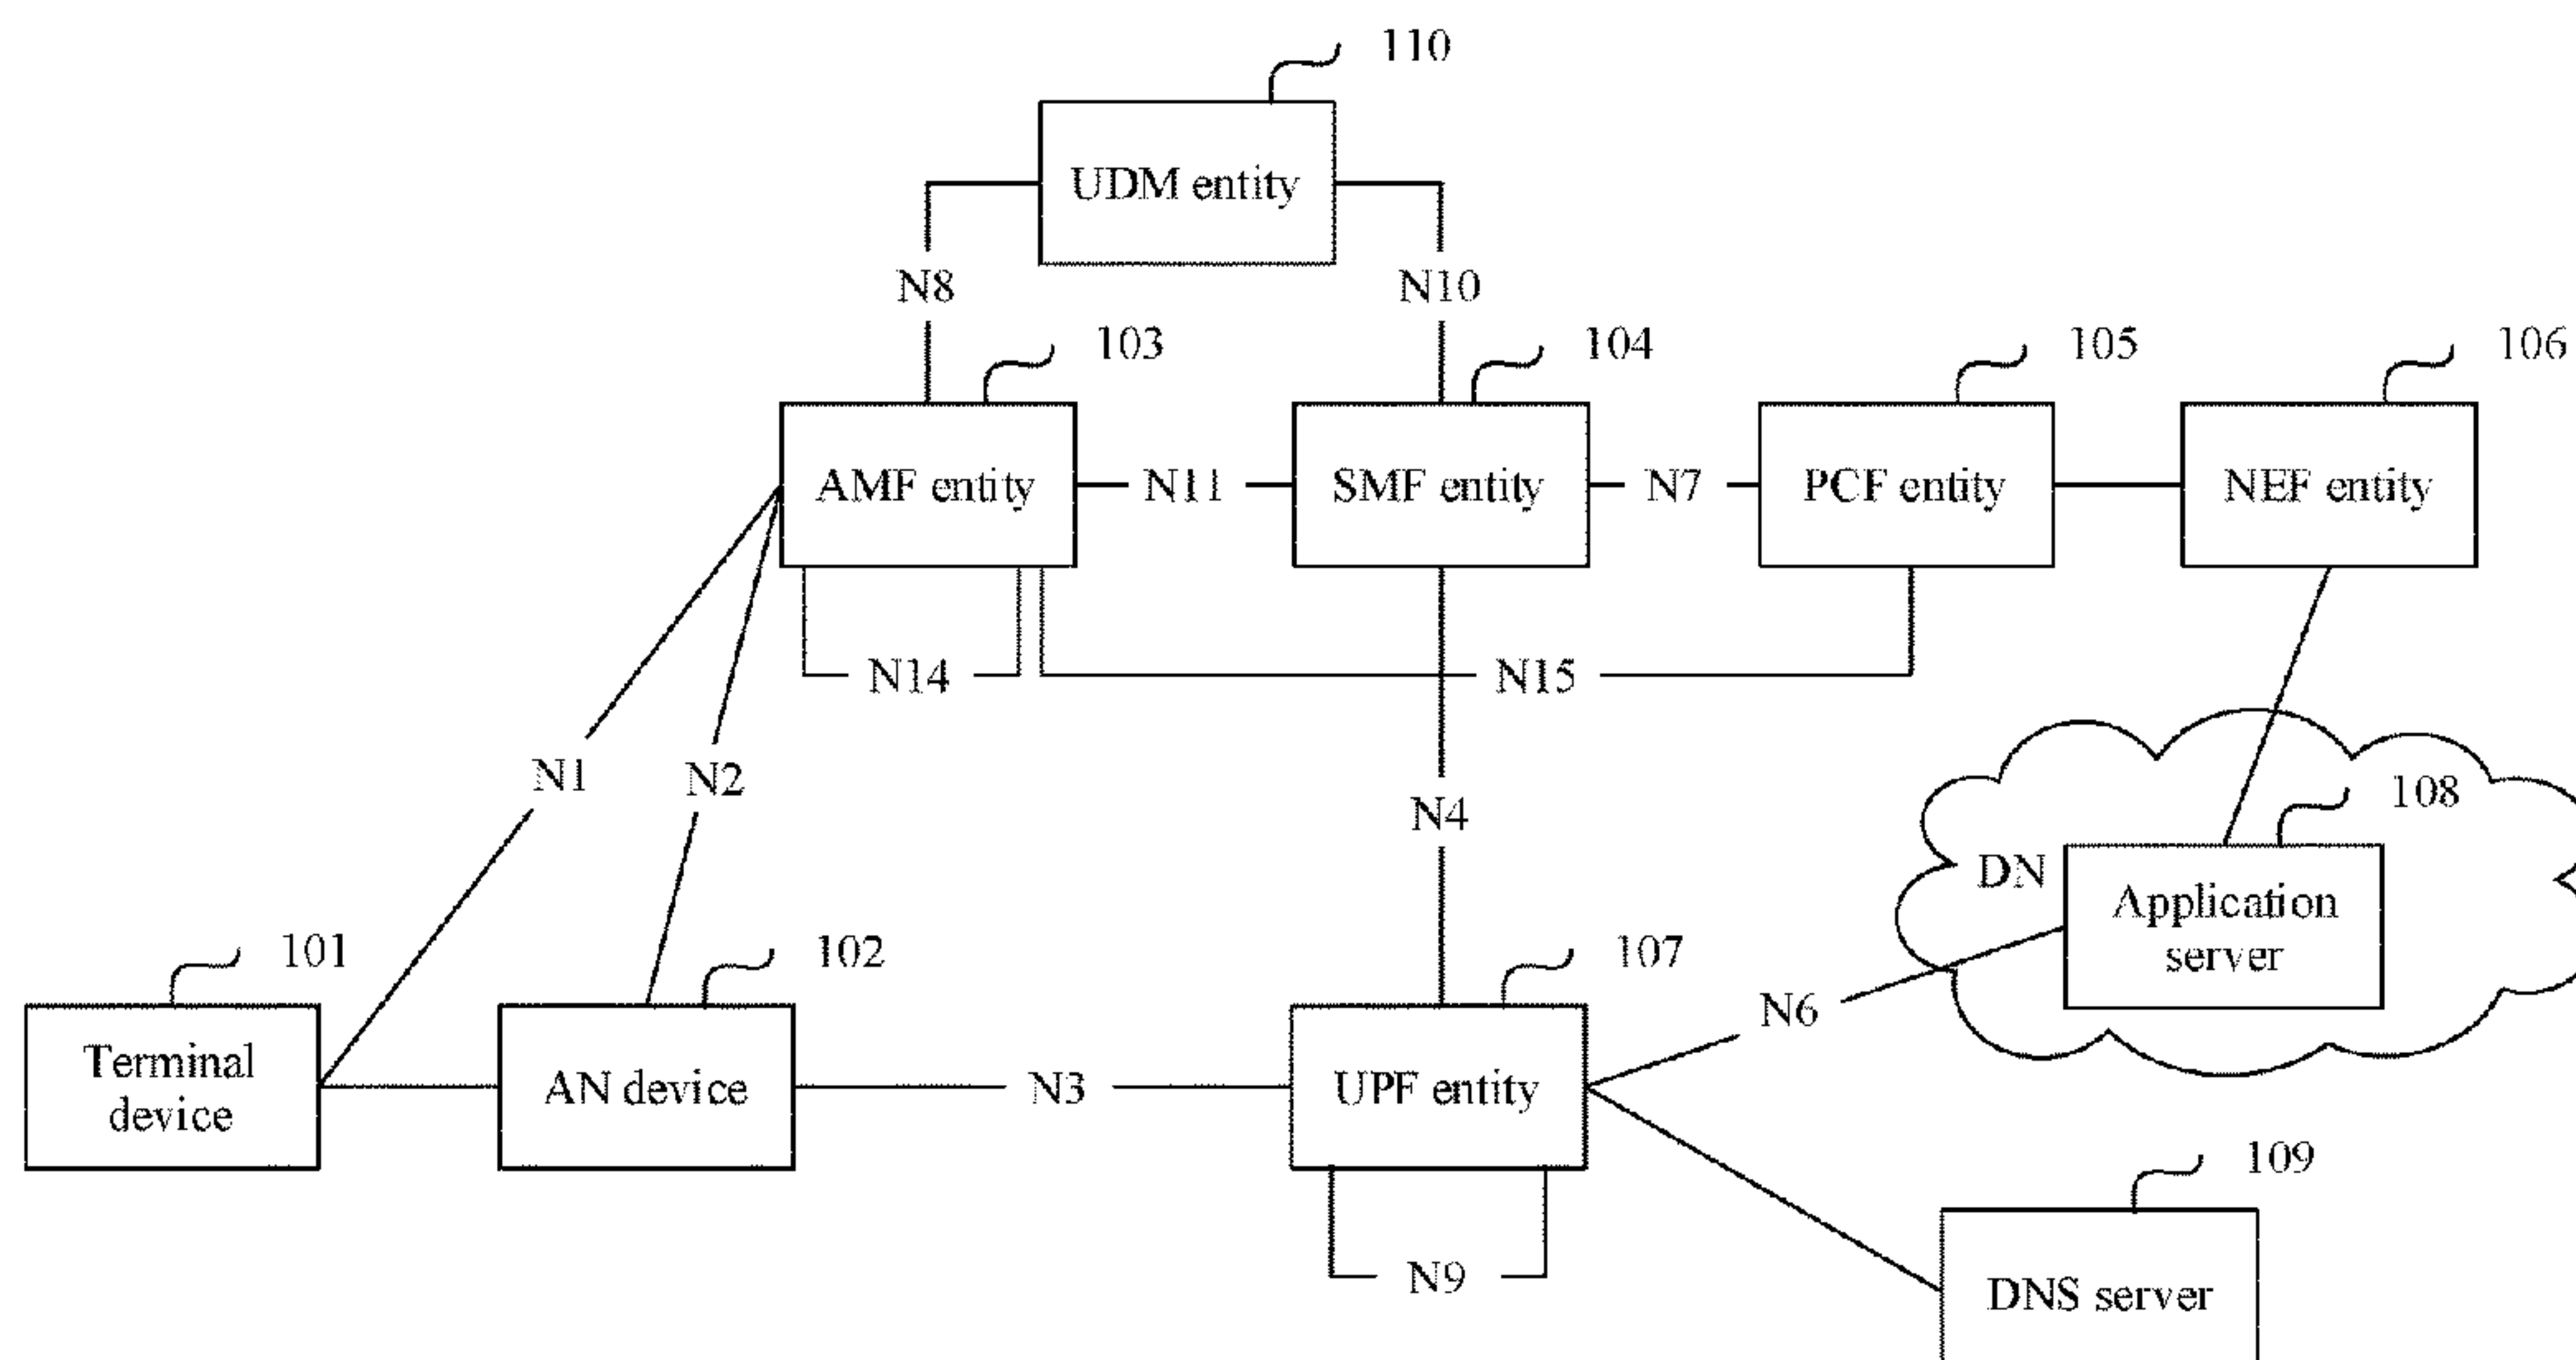 110
UDM entity
N8
N10
103
104
105
106
AMF entity
N11
SMF entity
N7
PCF entity
NEF entity
N14
N15
N1
N2
N4
108
DN
Application
server
101
102
107
N6
Terminal
device
AN device
N3
UPF entity
109
N9
DNS server